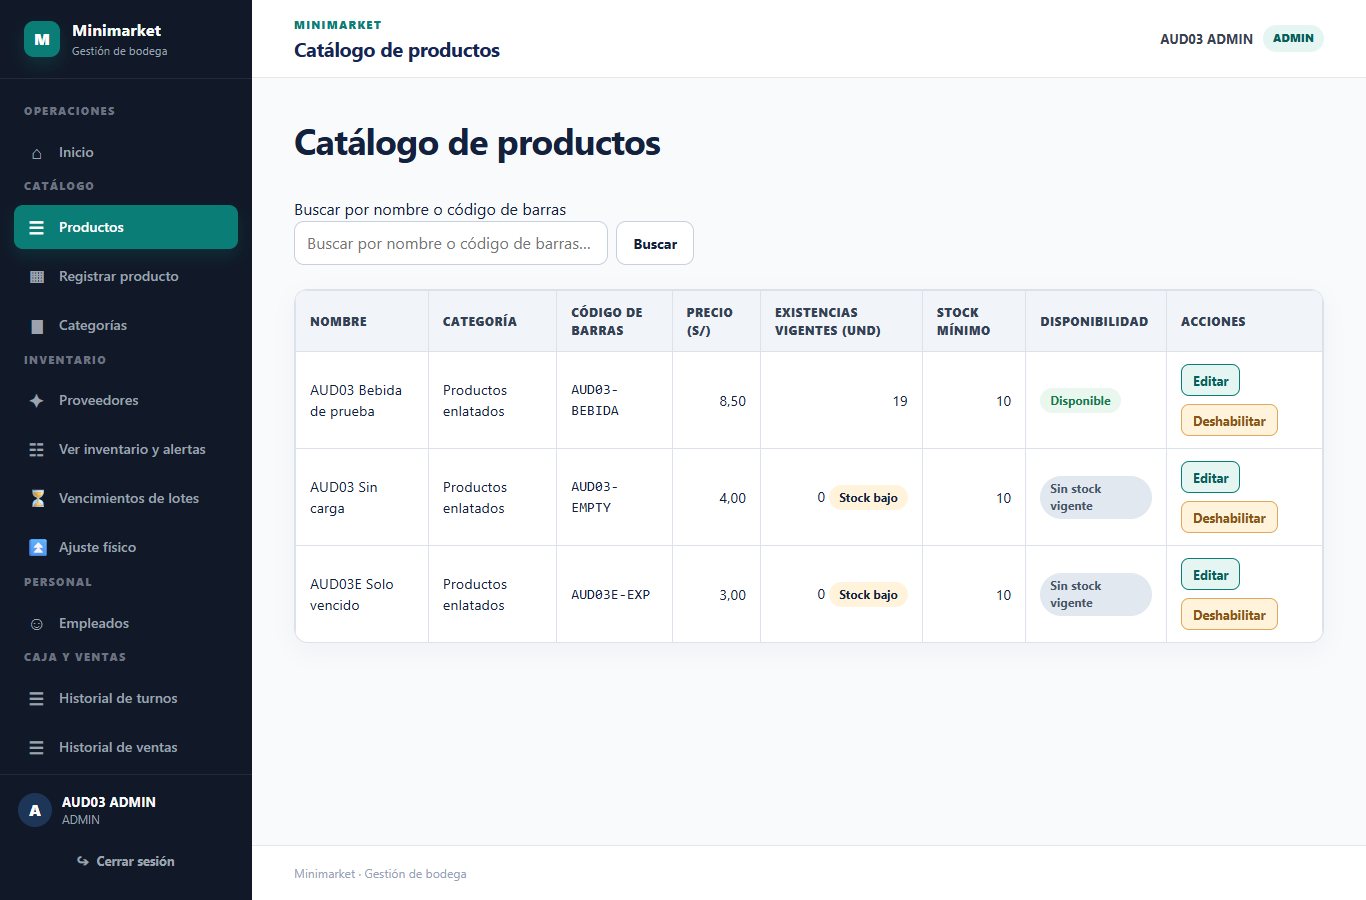 M
Minimarket
Gestión de bodega
OPERACIONES
Inicio
CATÁLOGO
Productos
Registrar producto
Categorías
INVENTARIO
Proveedores
Ver inventario y alertas
Vencimientos de lotes
Ajuste físico
PERSONAL
Empleados
CAJA Y VENTAS
Historial de turnos
Historial de ventas
A
AUD03 ADMIN
ADMIN
Cerrar sesión
MINIMARKET
Catálogo de productos
AUD03 ADMIN ADMIN
Catálogo de productos
Buscar por nombre o código de barras
Buscar por nombre o código de barras... Buscar
NOMBRE
CATEGORÍA
CÓDIGO DE
BARRAS
PRECIO
(S/)
EXISTENCIAS
VIGENTES (UND)
STOCK
MÍNIMO
DISPONIBILIDAD
ACCIONES
AUD03 Bebida
de prueba
Productos
enlatados
AUD03-
BEBIDA
8,50
19
10
Disponible
Editar
Deshabilitar
AUD03 Sin
carga
Productos
enlatados
AUD03-
EMPTY
4,00
0 Stock bajo
10
Sin stock
vigente
Editar
Deshabilitar
AUD03E Solo
vencido
Productos
enlatados
AUD03E-EXP
3,00
0 Stock bajo
10
Sin stock
vigente
Editar
Deshabilitar
Minimarket · Gestión de bodega